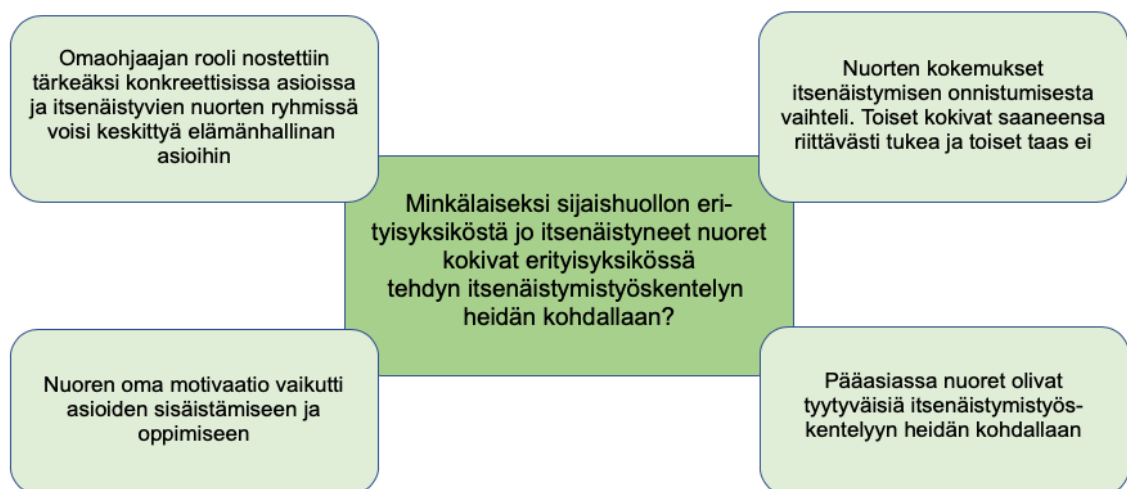 Omaohjaajan rooli nostettiin
tärkeäksi konkreettisissa asioissa
ja itsenäistyvien nuorten ryhmissä
voisi keskittyä elämänhallinan
asioihin
Nuorten kokemukset
itsenäistymisen onnistumisesta
vaihteli. Toiset kokivat saaneensa
riittävästi tukea ja toiset taas ei
Minkälaiseksi sijaishuollon eri-
tyisyksiköstä jo itsenäistyneet nuoret
kokivat erityisyksikössä
tehdyn itsenäistymistyöskentelyn
heidän kohdallaan?
Nuoren oma motivaatio vaikutti
asioiden sisäistämiseen ja
oppimiseen
Pääasiassa nuoret olivat
tyytyväisiä itsenäistymistyös-
kentelyyn heidän kohdallaan